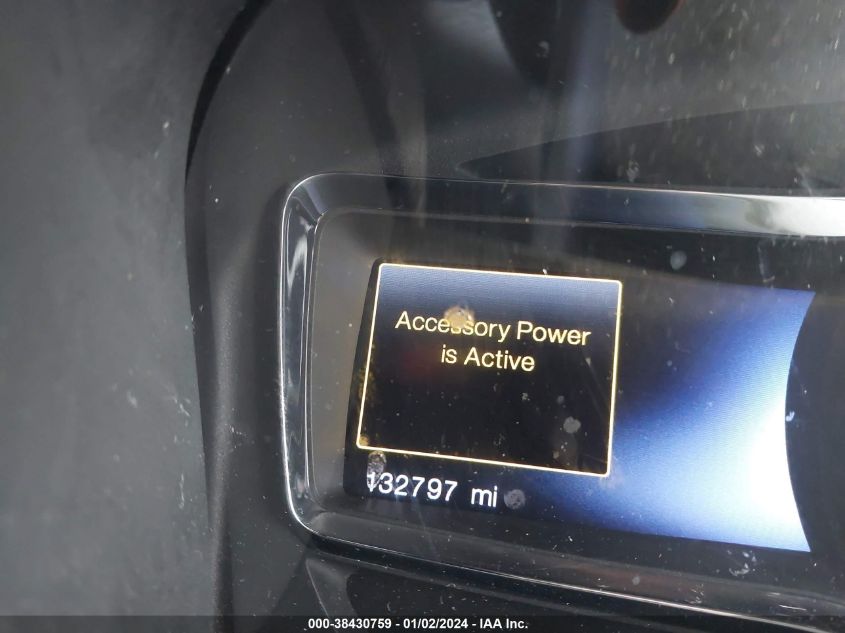 Accessory Power
is Active
132797 mi
000-38430759 - 01/02/2024 - IAA Inc.